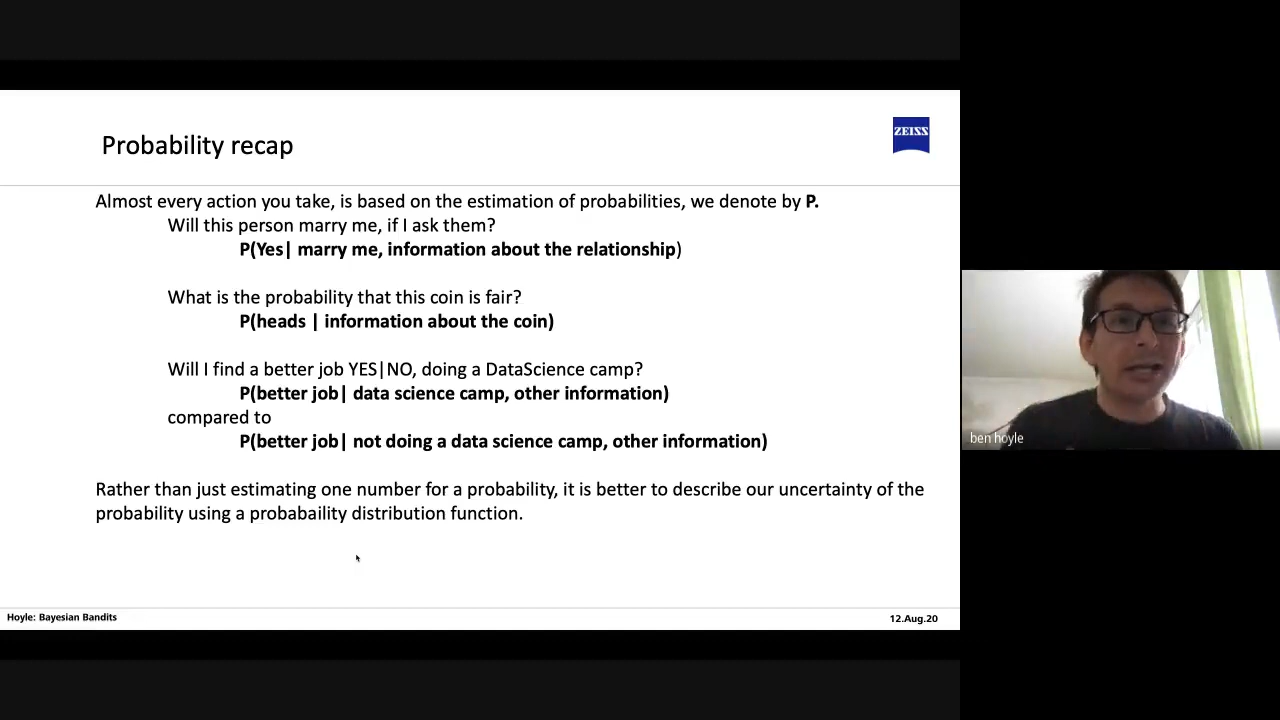 Probability recap
ZEISS
Almost every action you take, is based on the estimation of probabilities, we denote by P.
Will this person marry me, if I ask them?
P(Yes| marry me, information about the relationship)
What is the probability that this coin is fair?
P(heads | information about the coin)
Will I find a better job YES|NO, doing a DataScience camp?
P(better job| data science camp, other information)
compared to
P(better job| not doing a data science camp, other information)
Rather than just estimating one number for a probability, it is better to describe our uncertainty of the
probability using a probabaility distribution function.
Hoyle: Bayesian Bandits
12.Aug.20
ben hoyle